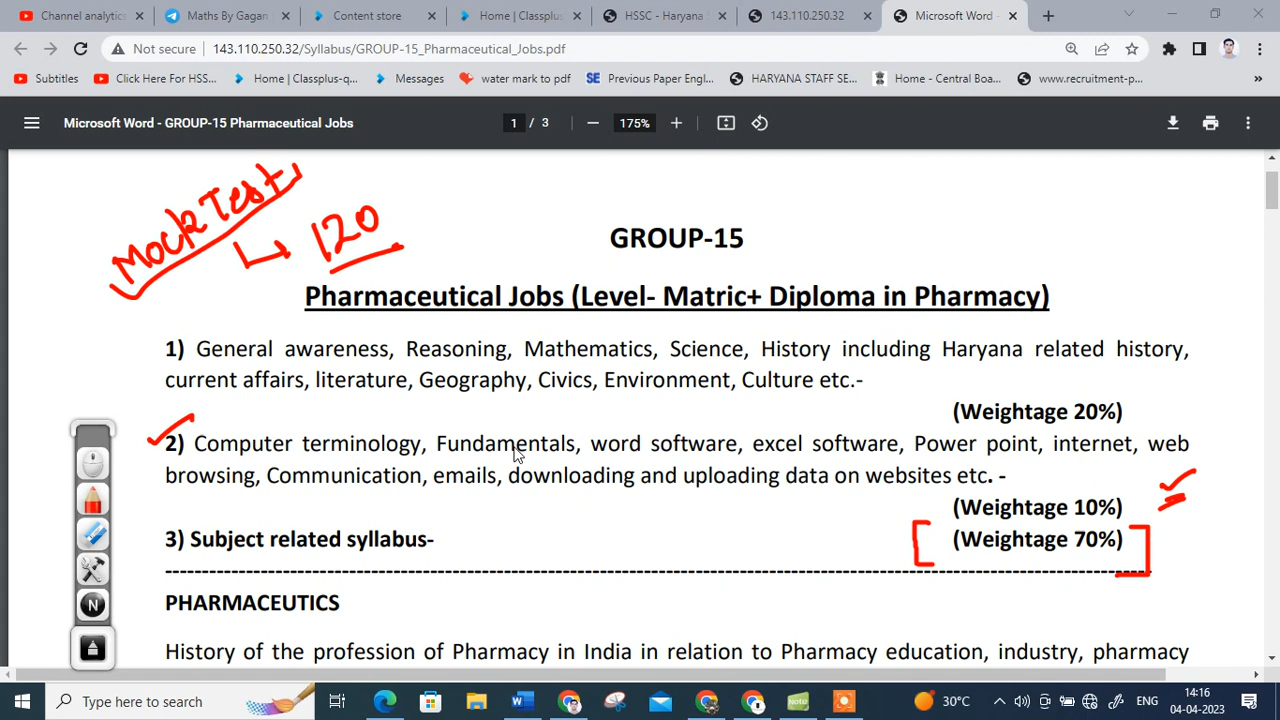 Channel analytics
Maths By Gagan
Content store
Home | Classplus
HSSC - Haryana S
143.110.250.32
Microsoft Word -
Not secure
143.110.250.32/Syllabus/GROUP-15_Pharmaceutical_Jobs.pdf
Subtitles
Click Here For HSS...
Home | Classplus-q...
Messages
water mark to pdf
SE
Previous Paper Engl...
HARYANA STAFF SE...
Home - Central Boa...
www.recruitment-p...
»
Microsoft Word - GROUP-15 Pharmaceutical Jobs
1 / 3
175%
Mock Test
120
GROUP-15
Pharmaceutical Jobs (Level- Matric+ Diploma in Pharmacy)
1) General awareness, Reasoning, Mathematics, Science, History including Haryana related history,
current affairs, literature, Geography, Civics, Environment, Culture etc.-
(Weightage 20%)
2) Computer terminology, Fundamentals, word software, excel software, Power point, internet, web
browsing, Communication, emails, downloading and uploading data on websites etc. -
(Weightage 10%)
3) Subject related syllabus-
(Weightage 70%)
--------------------------------------------------------------------------------------------------------------
PHARMACEUTICS
History of the profession of Pharmacy in India in relation to Pharmacy education, industry, pharmacy
N
Type here to search
30°C
ENG
14:16
04-04-2023